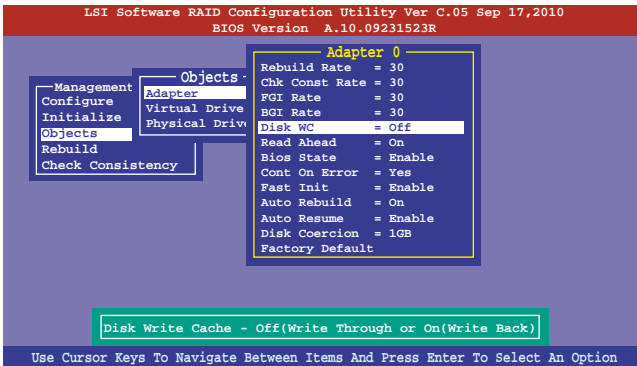 LSI Software RAID Configuration Utility Ver C.05 Sep 17,2010
BIOS Version A.10.09231523R
Management
Configure
Initialize
Objects
Rebuild
Check Consistency
Objects
Adapter
Virtual Drive
Physical Driv
Adapter 0
Rebuild Rate = 30
Chk Const Rate = 30
FGI Rate = 30
BGI Rate = 30
Disk WC = Off
Read Ahead = On
Bios State = Enable
Cont On Error = Yes
Fast Init = Enable
Auto Rebuild = On
Auto Resume = Enable
Disk Coercion = 1GB
Factory Default
Disk Write Cache - Off(Write Through or On(Write Back)
Use Cursor Keys To Navigate Between Items And Press Enter To Select An Option